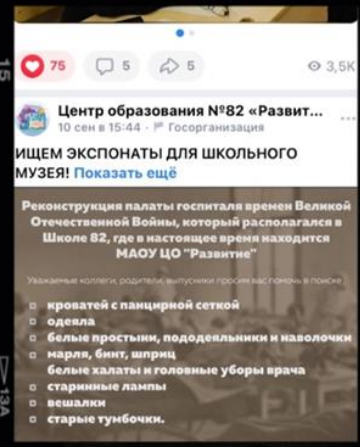 15
75
5
5
3,5K
Центр образования №82 «Развит...
10 сен в 15:44 · Госорганизация
ИЩЕМ ЭКСПОНАТЫ ДЛЯ ШКОЛЬНОГО
МУЗЕЯ! Показать ещё
Реконструкция палаты госпиталя времен Великой
Отечественной Войны, который располагался в
Школе 82, где в настоящее время находится
МАОУ ЦО "Развитие"
Уважаемые коллеги, родители, выпускники просим вас помочь в поиске
кроватей с панцирной сеткой
одеяла
белые простыни, пододеяльники и наволочки
марля, бинт, шприц
белые халаты и головные уборы врача
старинные лампы
вешалки
старые тумбочки.
13A